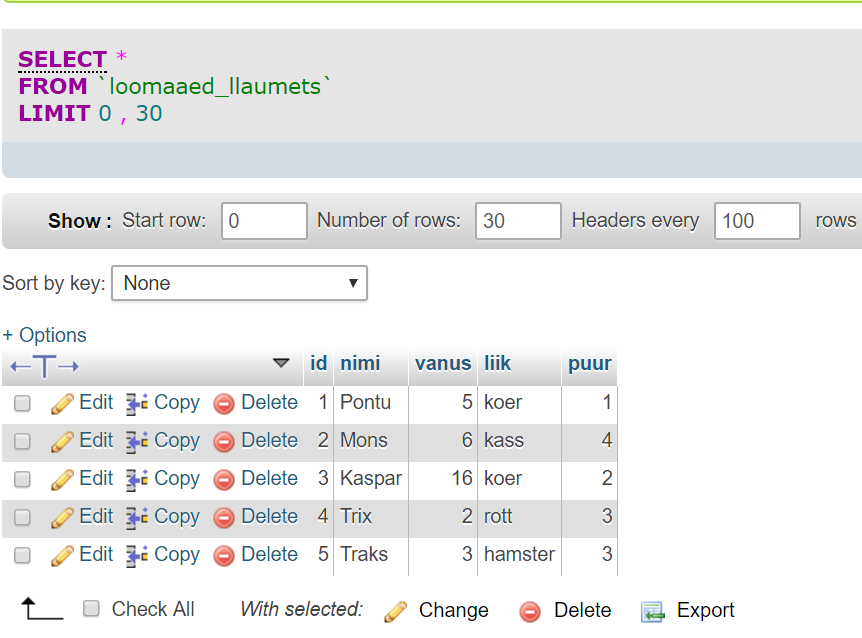 SELECT *
FROM `loomaaed_llaumets`
LIMIT 0 , 30
Show : Start row: 0 Number of rows: 30 Headers every 100 rows
Sort by key: None
+ Options
id nimi vanus liik puur
Edit Copy Delete 1 Pontu 5 koer 1
Edit Copy Delete 2 Mons 6 kass 4
Edit Copy Delete 3 Kaspar 16 koer 2
Edit Copy Delete 4 Trix 2 rott 3
Edit Copy Delete 5 Traks 3 hamster 3
Check All With selected: Change Delete Export